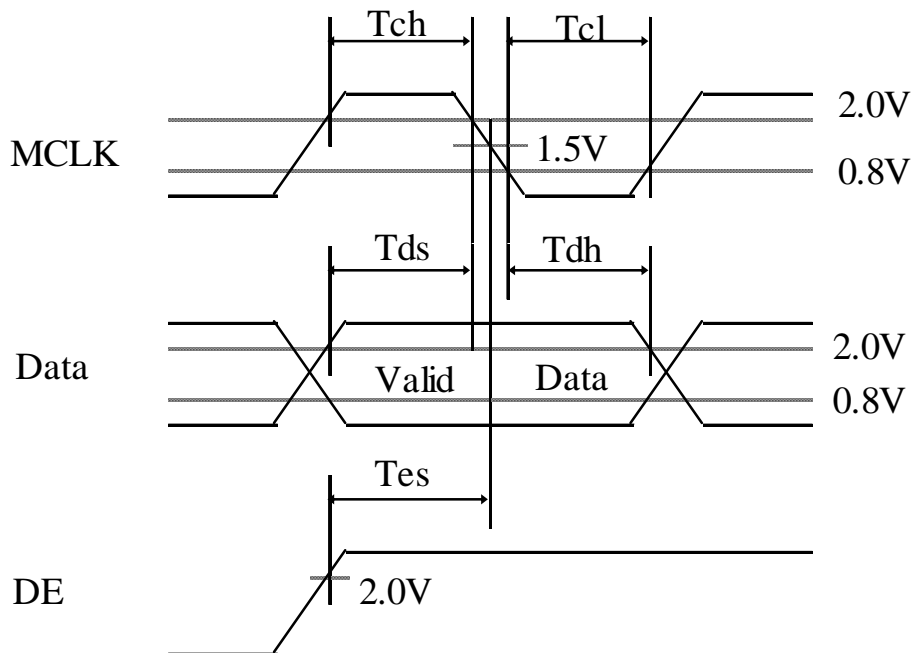 Tch Tcl
2.0V
MCLK 1.5V
0.8V
Tds Tdh
2.0V
Data Valid Data
0.8V
Tes
DE 2.0V